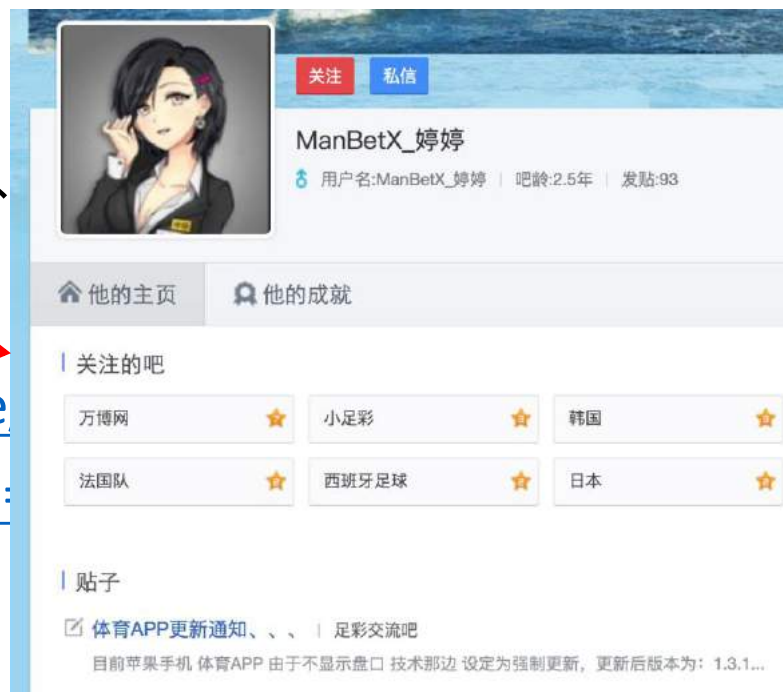 关注 私信
ManBetX_婷婷
用户名:ManBetX_婷婷 | 吧龄:2.5年 | 发贴:93
他的主页 他的成就
关注的吧
万博网 小足彩 韩国
法国队 西班牙足球 日本
贴子
体育APP更新通知、、、 | 足彩交流吧
目前苹果手机 体育APP 由于不显示盘口 技术那边 设定为强制更新，更新后版本为：1.3.1...